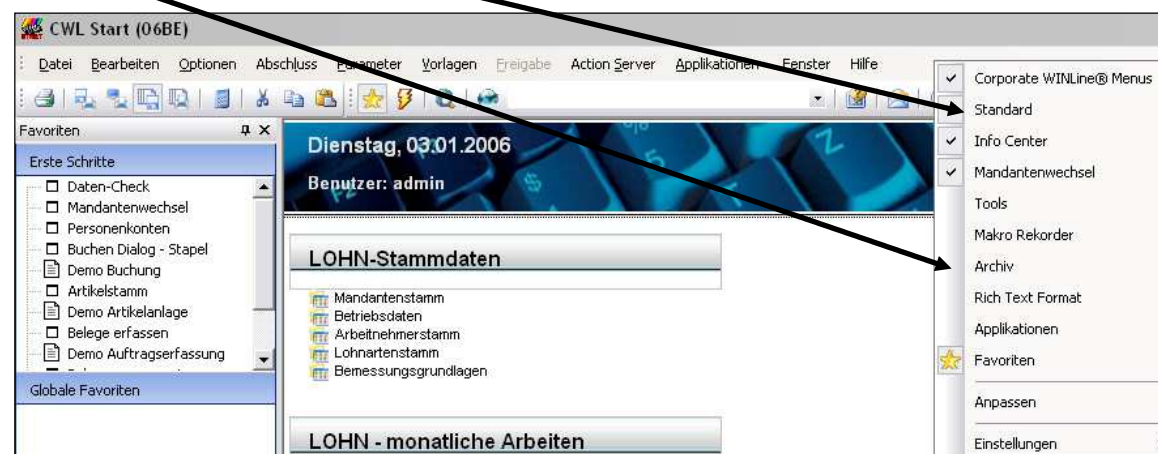 CWL Start (06BE)
Datei Bearbeiten Optionen Abschluss Parameter Vorlagen Freigabe Action Server Applikationen Fenster Hilfe
Favoriten
Erste Schritte
Daten-Check
Mandantenwechsel
Personenkonten
Buchen Dialog - Stapel
Demo Buchung
Artikelstamm
Demo Artikelanlage
Belege erfassen
Demo Auftragserfassung
Globale Favoriten
Dienstag, 03.01.2006
Benutzer: admin
LOHN-Stammdaten
Mandantenstamm
Betriebsdaten
Arbeitnehmerstamm
Lohnartenstamm
Bemessungsgrundlagen
LOHN - monatliche Arbeiten
Corporate WINLine® Menus
Standard
Info Center
Mandantenwechsel
Tools
Makro Rekorder
Archiv
Rich Text Format
Applikationen
Favoriten
Anpassen
Einstellungen